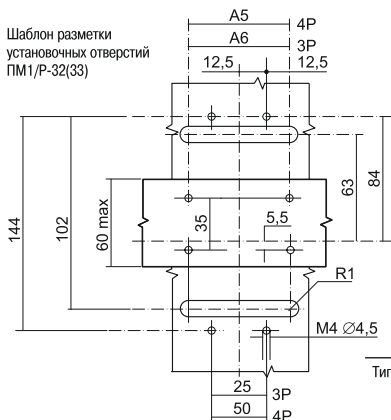 Шаблон разметки
установочных отверстий
ПМ1/Р-32(33)
A5
4P
A6
3P
12,5
12,5
144
102
60 max
35
5,5
63
84
R1
M4 Ø4,5
Тип
25
3P
50
4P